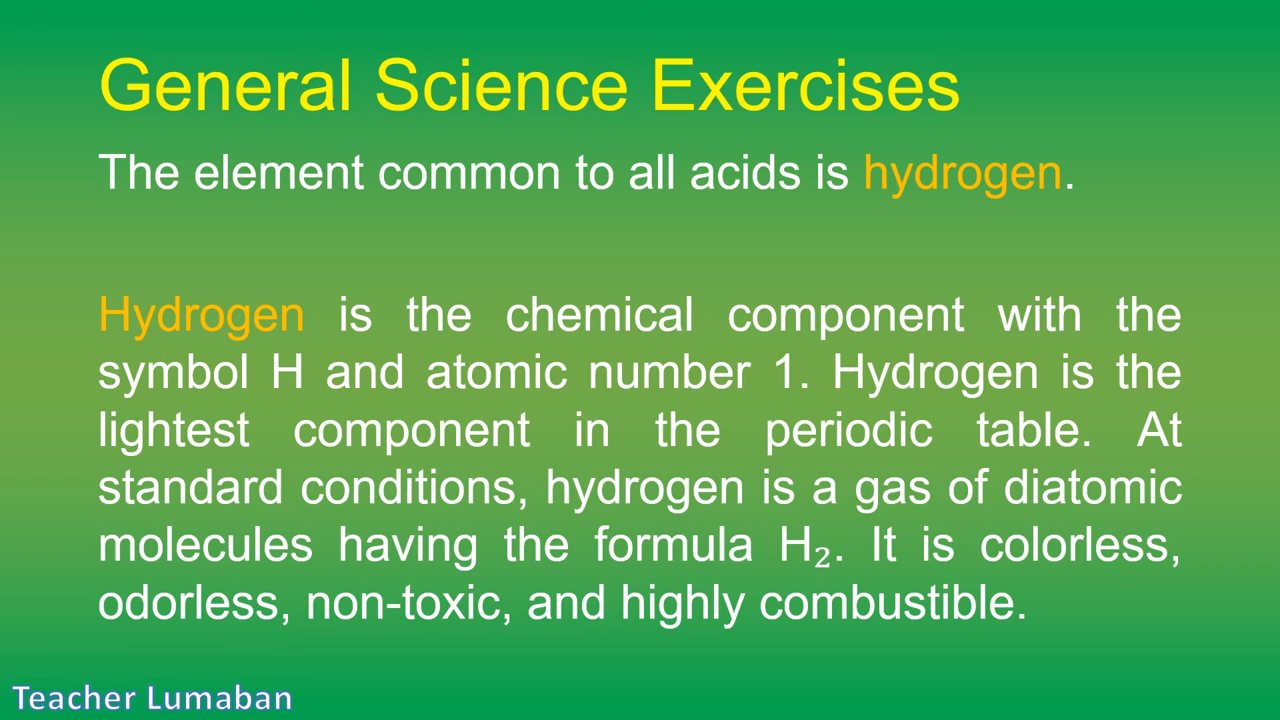 General Science Exercises
The element common to all acids is hydrogen.
Hydrogen is the chemical component with the
symbol H and atomic number 1. Hydrogen is the
lightest component in the periodic table. At
standard conditions, hydrogen is a gas of diatomic
molecules having the formula H₂. It is colorless,
odorless, non-toxic, and highly combustible.
Teacher Lumaban